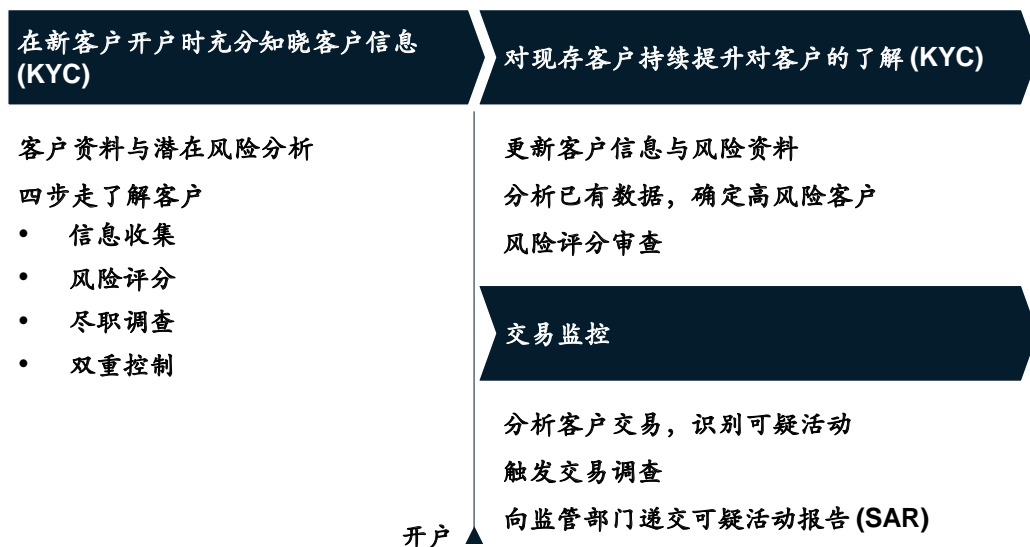 在新客户开户时充分知晓客户信息
(KYC)
客户资料与潜在风险分析
四步走了解客户
• 信息收集
• 风险评分
• 尽职调查
• 双重控制
对现存客户持续提升对客户的了解 (KYC)
更新客户信息与风险资料
分析已有数据，确定高风险客户
风险评分审查
交易监控
分析客户交易，识别可疑活动
触发交易调查
向监管部门递交可疑活动报告 (SAR)
开户